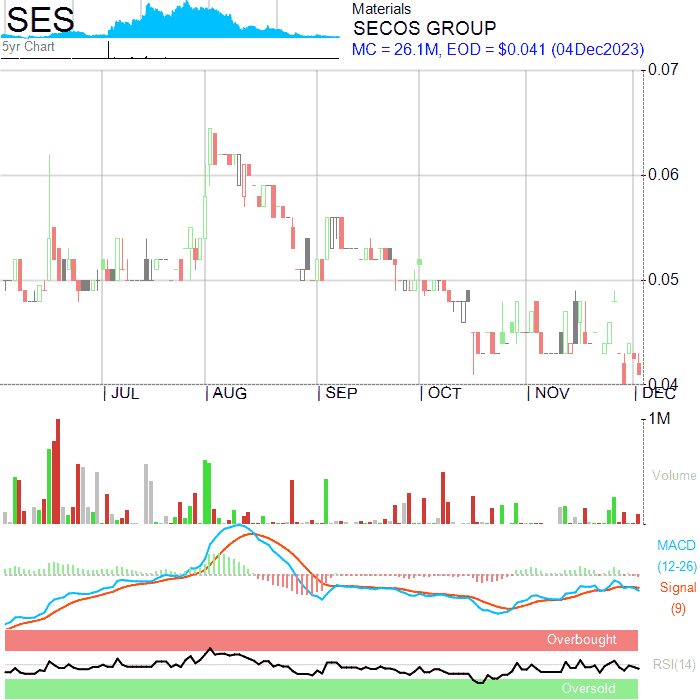 SES
Materials
SECOS GROUP
5yr Chart
MC = 26.1M, EOD = $0.041 (04Dec2023)
0.07
0.06
0.05
0.04
JUL
AUG
SEP
OCT
NOV
DEC
1M
Volume
MACD
(12-26)
Signal
(9)
Overbought
RSI(14)
Oversold